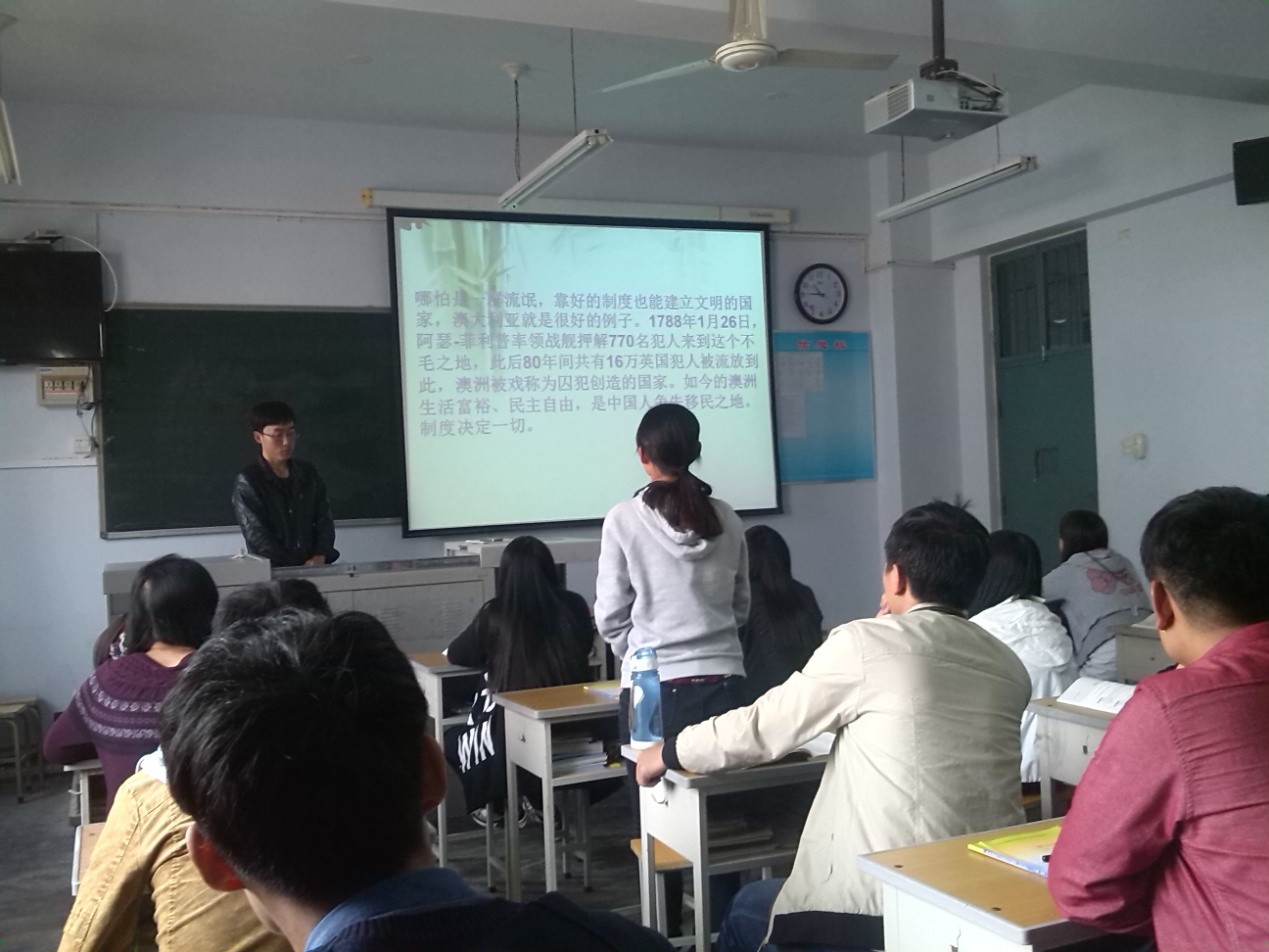 哪怕是一群流氓，靠好的制度也能建立文明的国
家，澳大利亚就是很好的例子。1788年1月26日，
阿瑟-菲利普率领战舰押解770名犯人来到这个不
毛之地，此后80年间共有16万英国犯人被流放到
此，澳洲被戏称为囚犯创造的国家。如今的澳洲
生活富裕、民主自由，是中国人争先移民之地。
制度决定一切。
WIN